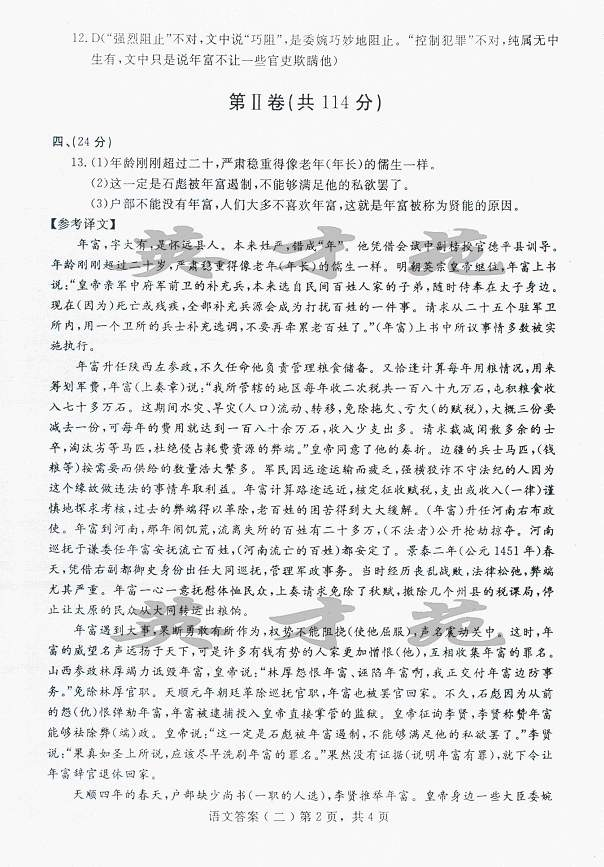 12.D(“强烈阻止”不对,文中说“巧阻”,是委婉巧妙地阻止。“控制犯罪”不对,纯属无中
生有,文中只是说年富不让一些官吏欺瞒他)
第Ⅱ卷(共114分)
四、(24分)
13.(1)年龄刚刚超过二十,严肃稳重得像老年(年长)的儒生一样。
(2)这一定是石彪被年富遏制,不能够满足他的私欲罢了。
(3)户部不能没有年富,人们大多不喜欢年富,这就是年富被称为贤能的原因。
【参考译文】
年富,字大有,是怀远县人。本来姓严,错成“年”。他凭借会试中副榜授官德平县训导。
年龄刚刚超过二十岁,严肃稳重得像老年(年长)的儒生一样。明朝英宗皇帝继位,年富上书
说:“皇帝亲军中府军前卫的补充兵,本来选自民间百姓人家的子弟,随时侍奉在太子身边。
现在(因为)死亡或残疾,全部补充兵源会成为打扰百姓的一件事。请求从二十五个驻军卫
所内,用一个卫所的兵士补充选调,不要再牵累老百姓了。”(年富)上书中所议事情多数被实
施执行。
年富升任陕西左参政,不久任命他负责管理粮食储备。又恰逢计算每年用粮情况,用来
筹划军费,年富(上奏章)说:“我所管辖的地区每年收二次税共一百八十九万石,屯积粮食收
入七十多万石。这期间水灾、旱灾(人口)流动、转移,免除拖欠、亏欠(的赋税),大概三份要
减去一份,可每年的费用就达到一百八十余万石,收入少支出多。请求裁减闲散多余的士
卒,淘汰劣等马匹,杜绝侵占耗费资源的弊端。”皇帝同意了他的奏折。边疆的兵士马匹,(钱
粮等)按需要而供给的数量浩大繁多。军民因远途运输而疲乏,强横狡诈不守法纪的人因为
这个缘故做违法的事情牟取利益。年富计算路途远近,核定征收赋税,支出或收入(一律)谨
慎地探求考核,过去的弊端得以革除,老百姓的困苦得到大大缓解。(年富)升任河南右布政
使。年富到河南,那年闹饥荒,流离失所的百姓有二十多万,(不法者)公开抢劫掠夺。河南
巡抚于谦委任年富安抚流亡百姓,(河南流亡的百姓)都安定了。景泰二年(公元1451年)春
天,凭借右副都御史身份出任大同巡抚,管理军政事务。当时经历丧乱战败,法律松弛,弊端
尤其严重。年富一心一意抚慰体恤民众,上奏请求免除了秋赋,撤除几个州县的税课局,停
止让太原的民众从大同转运出粮饷。
年富遇到大事,果断勇敢有所作为,权势不能阻挠(使他屈服),声名震动关中。这时,年
富的威望名声远扬于天下,可是许多有钱有势的人家更加憎恨(他),互相收集年富的罪名。
山西参政林厚竭力诋毁年富,皇帝说:“林厚怨恨年富、诬陷年富啊,我正交付年富边防事
务。”免除林厚官职。天顺元年朝廷革除巡抚官职,年富也被罢官回家。不久,石彪因为从前
的怨(仇)恨弹劾年富,年富被逮捕投入皇帝直接掌管的监狱。皇帝征询李贤,李贤称赞年富
能够祛除弊(端)政。皇帝说:“这一定是石彪被年富遏制,不能够满足他的私欲罢了。”李贤
说:“果真如圣上所说,应该尽早洗刷年富的罪名。”果然没有证据(说明年富有罪),就下令让
年富辞官退休回家。
天顺四年的春天,户部缺少尚书(一职的人选),李贤推举年富。皇帝身边一些大臣委婉
语文答案(二)第2页,共4页
英才苑
英才苑